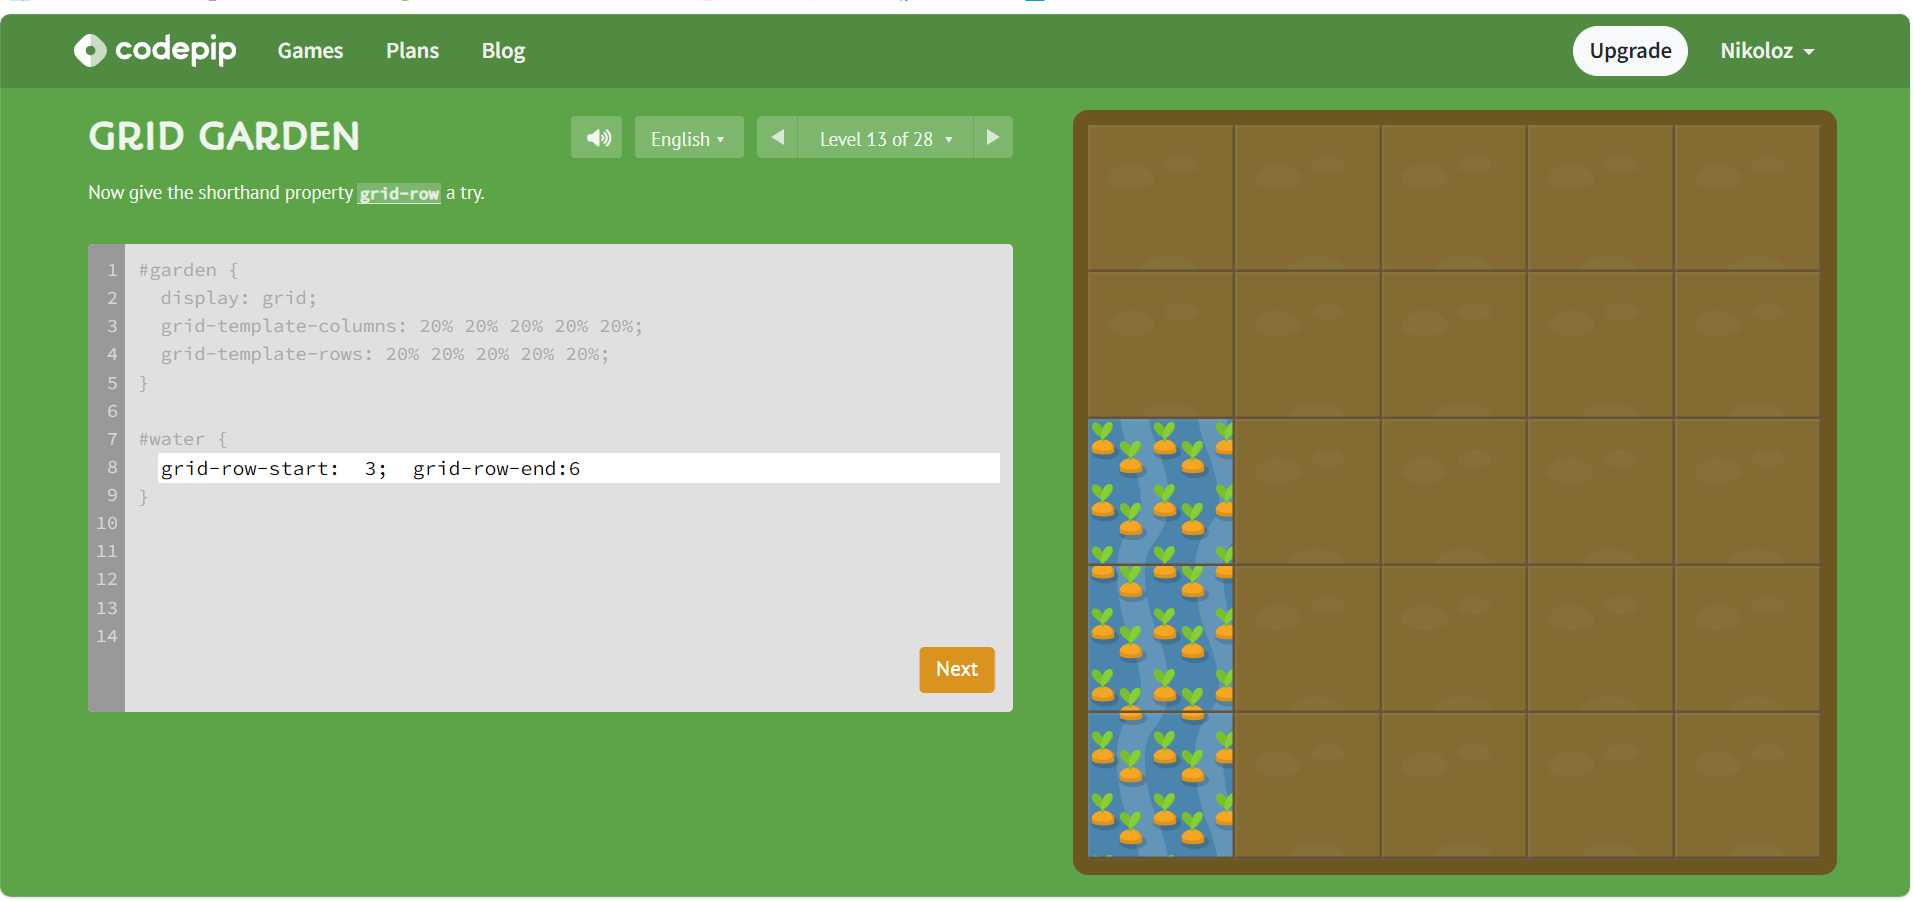 codepip Games Plans Blog Upgrade Nikoloz
GRID GARDEN English Level 13 of 28
Now give the shorthand property grid-row a try.
1 #garden {
2 display: grid;
3 grid-template-columns: 20% 20% 20% 20% 20%;
4 grid-template-rows: 20% 20% 20% 20% 20%;
5 }
6
7 #water {
8 grid-row-start:  3;  grid-row-end:6
9 }
10
11
12
13
14
Next